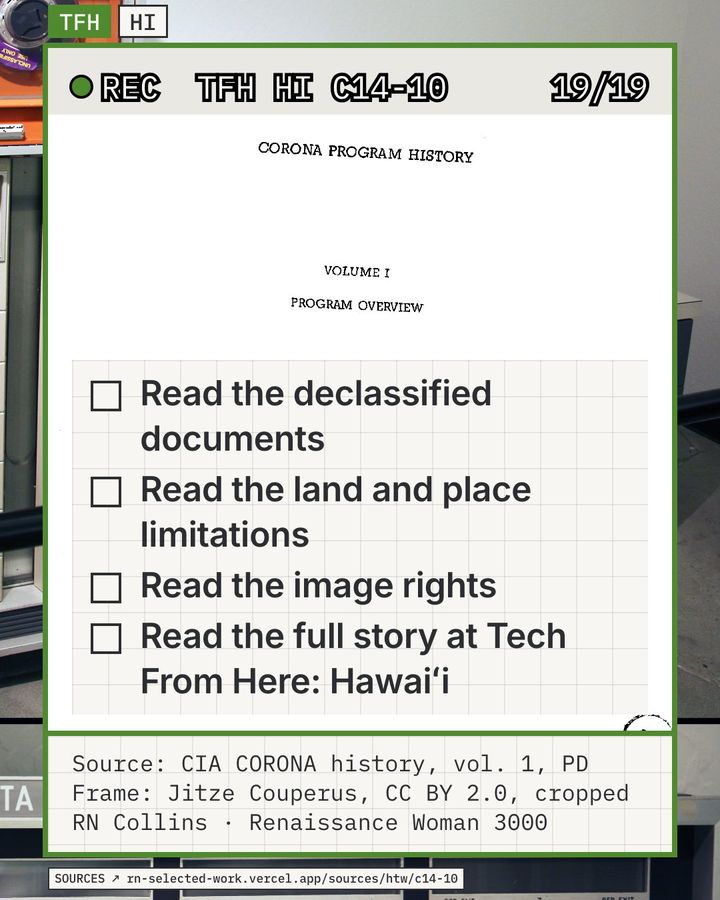 TFH HI
REC TFH HI C14-10 19/19
CORONA PROGRAM HISTORY
VOLUME I
PROGRAM OVERVIEW
Read the declassified
documents
Read the land and place
limitations
Read the image rights
Read the full story at Tech
From Here: Hawaiʻi
Source: CIA CORONA history, vol. 1, PD
Frame: Jitze Couperus, CC BY 2.0, cropped
RN Collins · Renaissance Woman 3000
TA
SOURCES ↗ rn-selected-work.vercel.app/sources/htw/c14-10